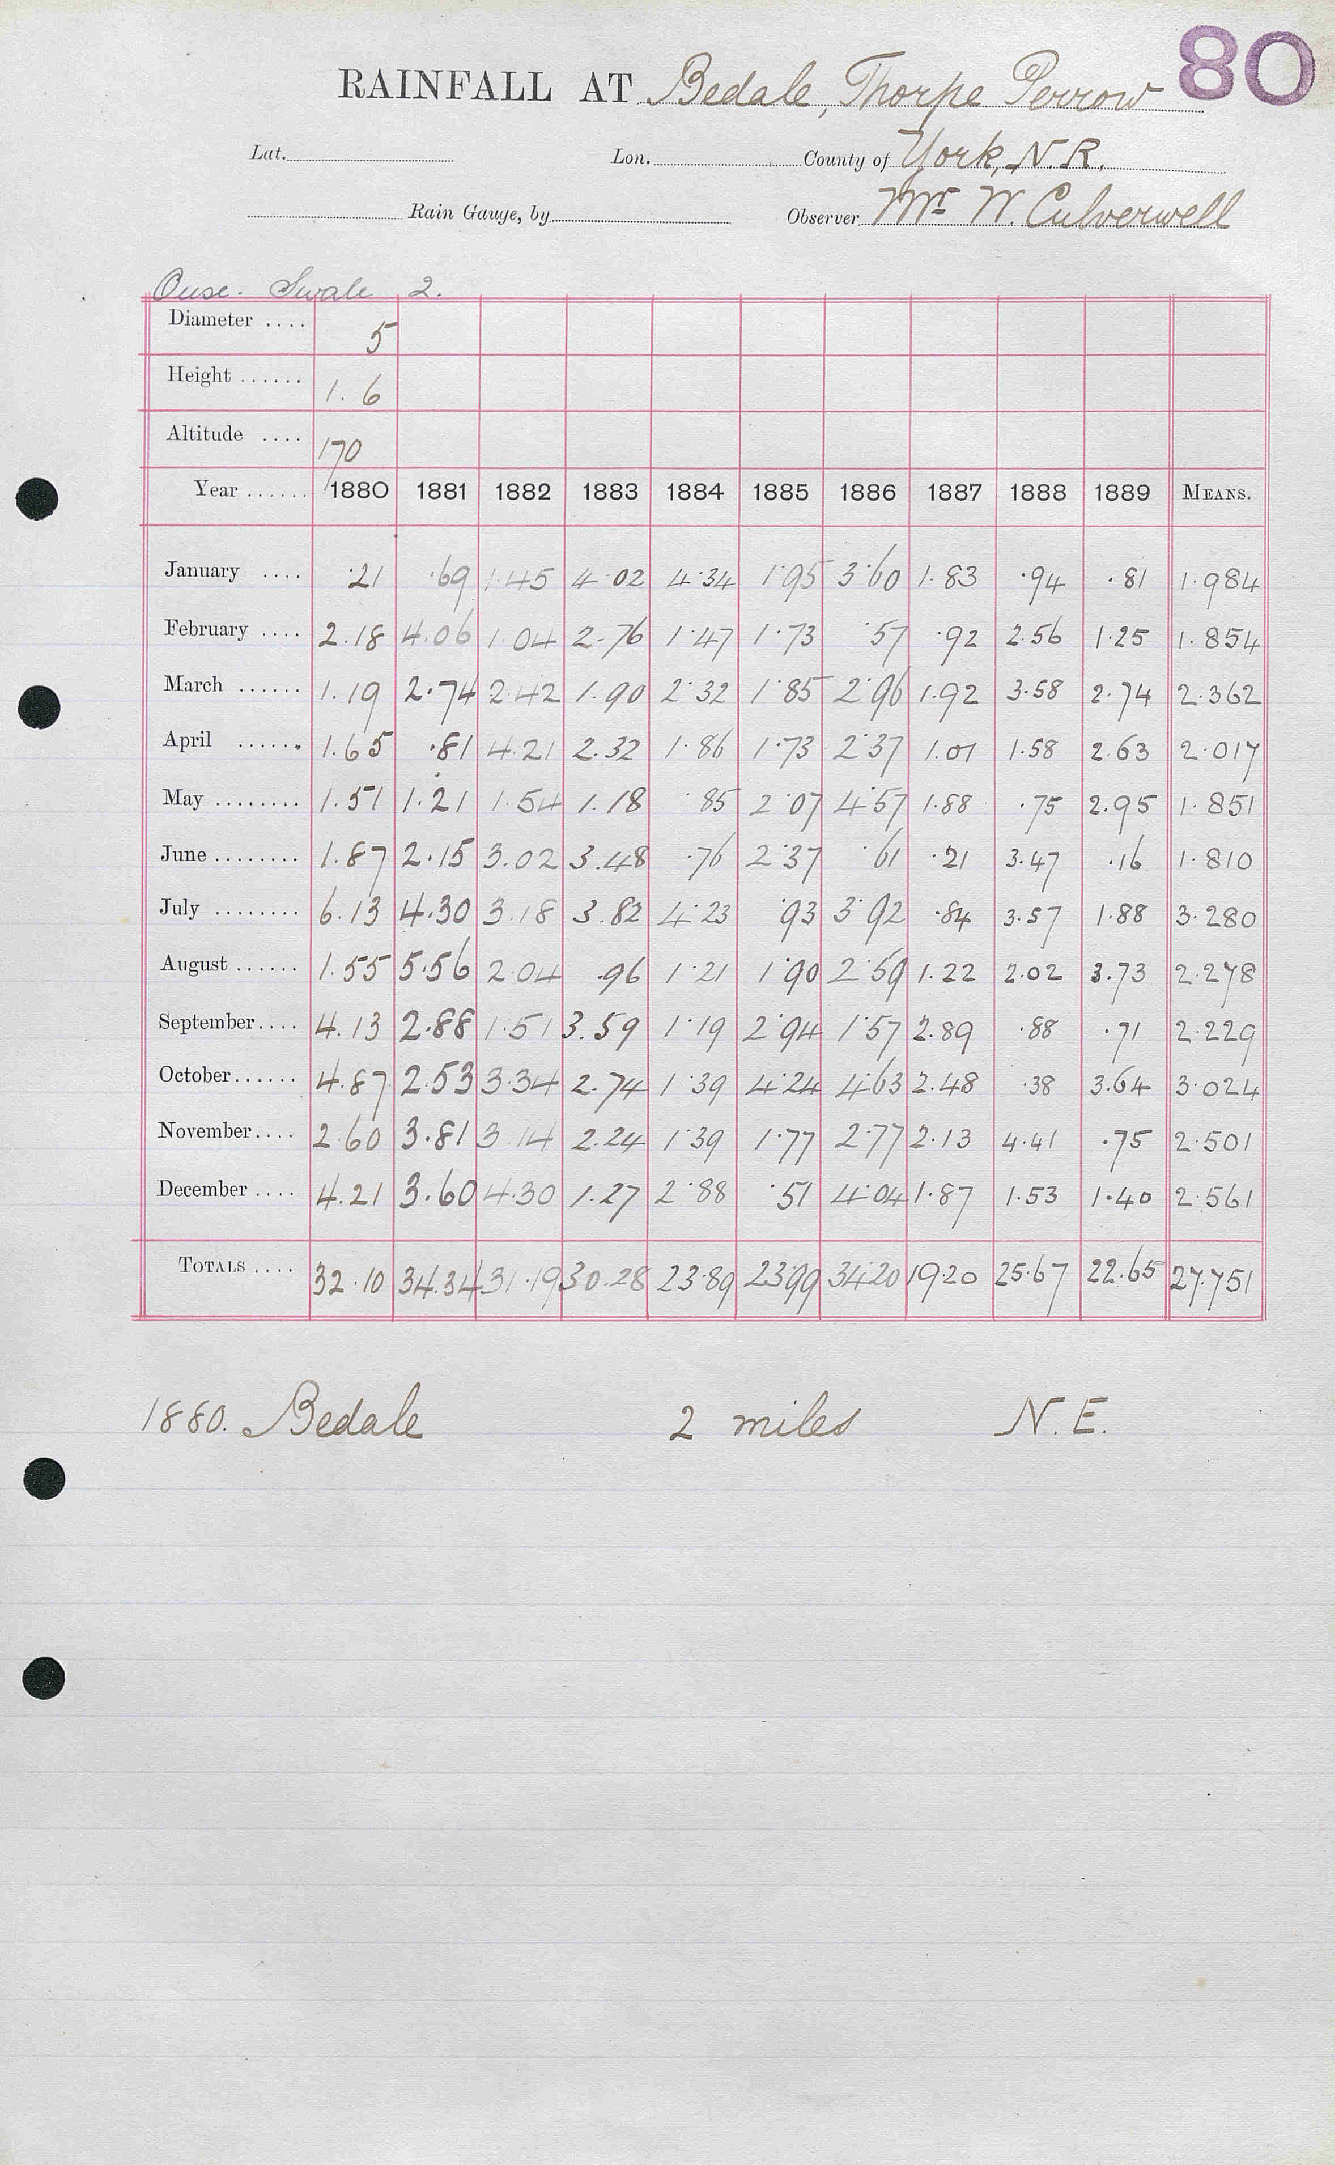 80
RAINFALL AT Bedale, Thorpe Perrow
Lat. Lon. County of York, N.R.
Rain Gauge, by Observer Mr W. Culverwell
Ouse. Swale 2.
Diameter .... 5
Height ...... 1.6
Altitude .... 170
Year ...... 1880 1881 1882 1883 1884 1885 1886 1887 1888 1889 MEANS.
January .... .21 .69 1.45 4.02 4.34 1.95 3.60 1.83 .94 .81 1.984
February .... 2.18 4.06 1.04 2.76 1.47 1.73 .57 .92 2.56 1.25 1.854
March ...... 1.19 2.74 2.42 1.90 2.32 1.85 2.96 1.92 3.58 2.74 2.362
April ...... 1.65 .81 4.21 2.32 1.86 1.73 2.37 1.01 1.58 2.63 2.017
May ........ 1.51 1.21 1.54 1.18 .85 2.07 4.57 1.88 .75 2.95 1.851
June ........ 1.87 2.15 3.02 3.48 .76 2.37 .61 .21 3.47 .16 1.810
July ........ 6.13 4.30 3.18 3.82 4.23 .93 3.92 .84 3.57 1.88 3.280
August ...... 1.55 5.56 2.04 .96 1.21 1.90 2.59 1.22 2.02 3.73 2.278
September.... 4.13 2.88 1.51 3.59 1.19 2.94 1.57 2.89 .88 .71 2.229
October...... 4.87 2.53 3.34 2.74 1.39 4.24 4.63 2.48 .38 3.64 3.024
November.... 2.60 3.81 3.14 2.24 1.39 1.77 2.77 2.13 4.41 .75 2.501
December .... 4.21 3.60 4.30 1.27 2.88 .51 4.04 1.87 1.53 1.40 2.561
TOTALS .... 32.10 34.34 31.19 30.28 23.89 23.99 34.20 19.20 25.67 22.65 27.751
1880. Bedale 2 miles N.E.